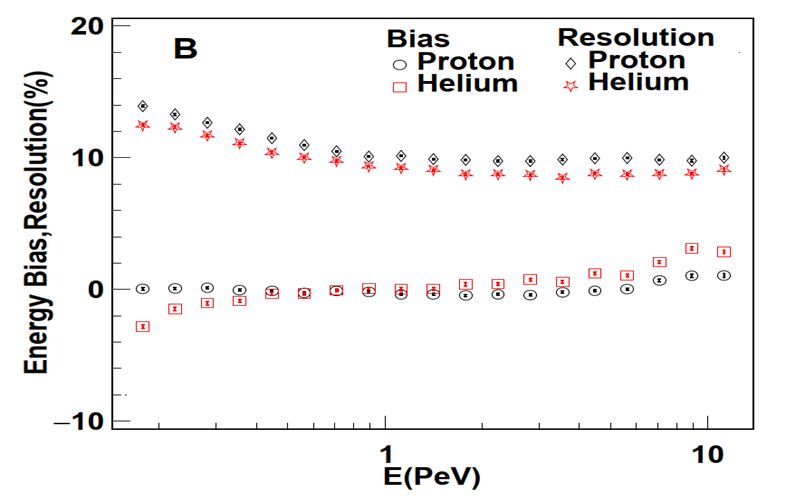 20
B
Bias
Resolution
Proton
Proton
Helium
Helium
10
0
−10
1
10
E(PeV)
Energy Bias,Resolution(%)